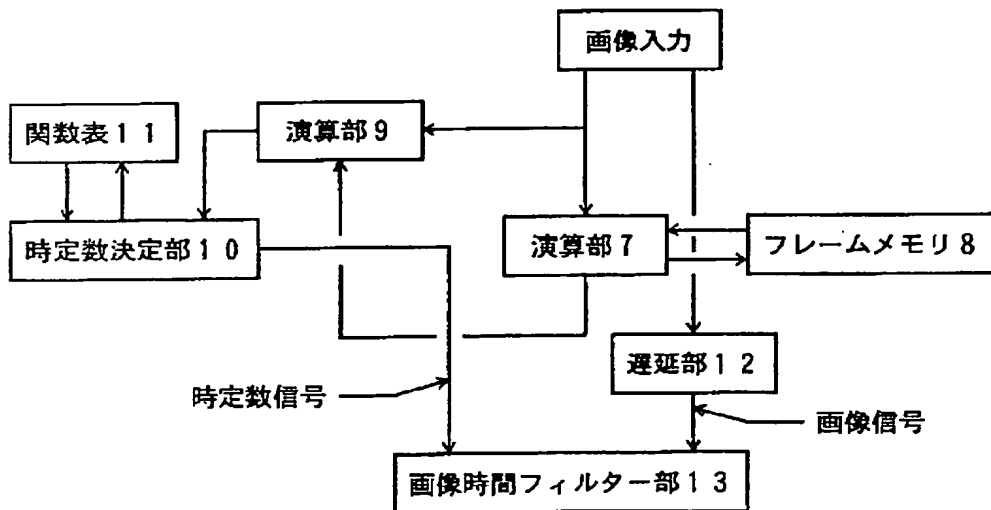 画像入力
関数表11
演算部9
時定数決定部10
演算部7
フレームメモリ8
遅延部12
時定数信号
画像信号
画像時間フィルター部13